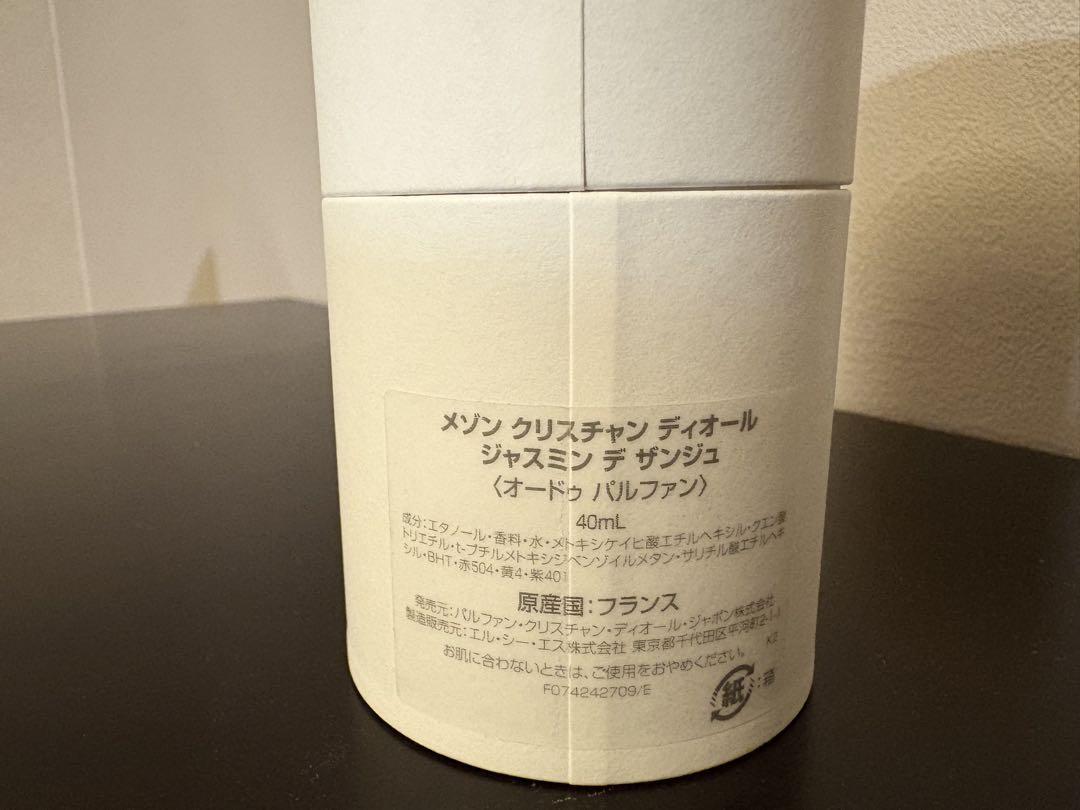 メゾン クリスチャン ディオール
ジャスミン デ ザンジュ
〈オードゥ パルファン〉
40mL
成分：エタノール・香料・水・メトキシケイヒ酸エチルヘキシル・クエン酸
トリエチル・t-ブチルメトキシジベンゾイルメタン・サリチル酸エチルヘキ
シル・BHT・赤504・黄4・紫401
原産国：フランス
発売元：パルファン・クリスチャン・ディオール・ジャポン株式会社
製造販売元：エル・シー・エス株式会社 東京都千代田区平河町2-1-1
K2
お肌に合わないときは、ご使用をおやめください。
F074242709/E
紙：箱